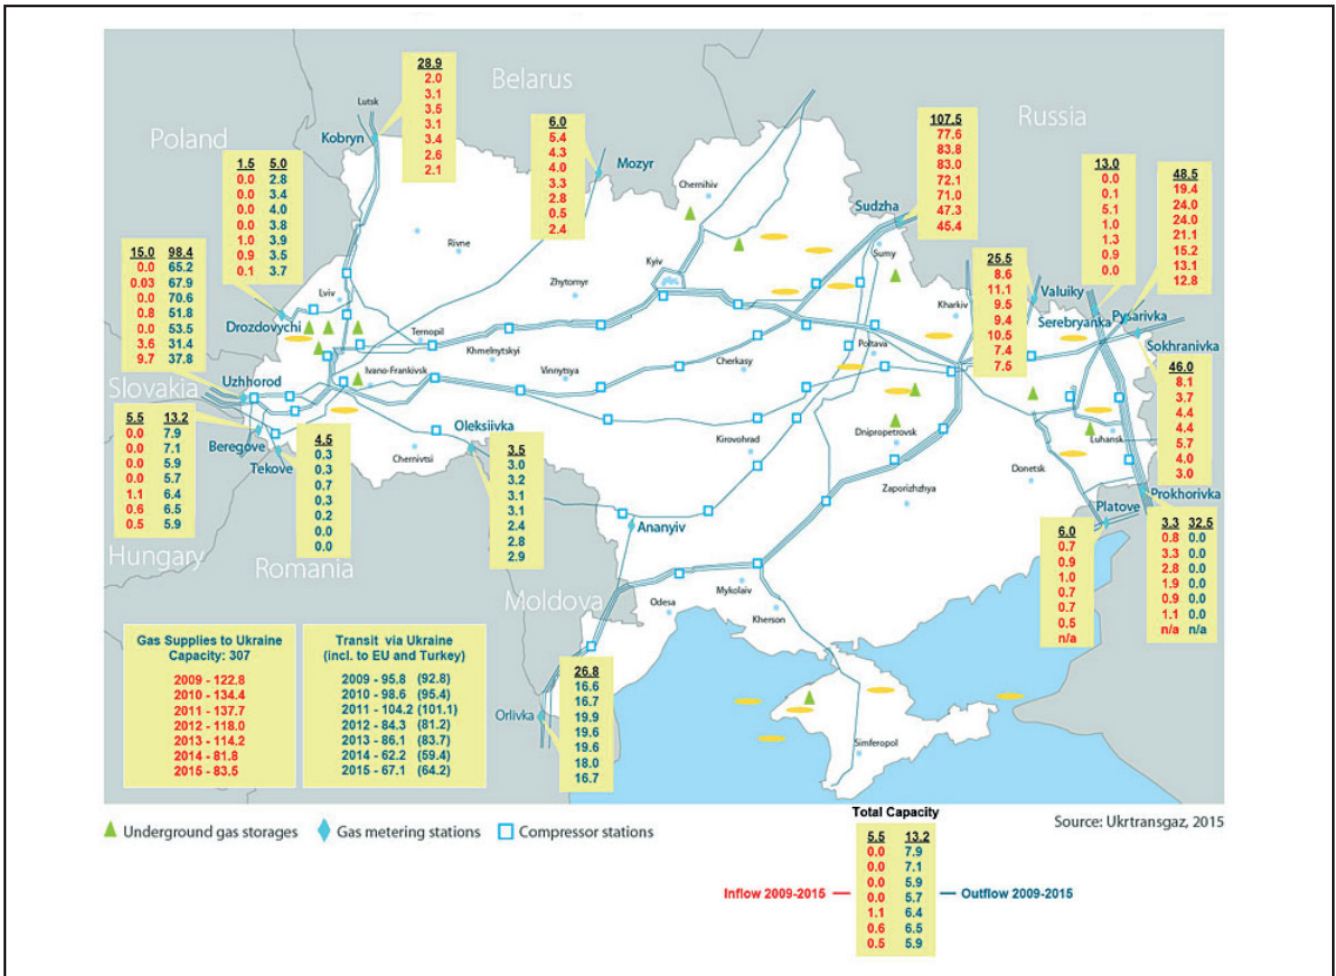 Belarus
Russia
Poland
Slovakia
Hungary
Romania
Moldova
28.9
2.0
3.1
3.5
3.1
3.4
2.6
2.1
Lutsk
Kobryn
6.0
5.4
4.3
4.0
3.3
2.8
0.5
2.4
Mozyr
107.5
77.6
83.8
83.0
72.1
71.0
47.3
45.4
Sudzha
13.0
0.0
0.1
5.1
1.0
1.3
0.9
0.0
48.5
19.4
24.0
24.0
21.1
15.2
13.1
12.8
1.5 5.0
0.0 2.8
0.0 3.4
0.0 4.0
0.0 3.8
1.0 3.9
0.9 3.5
0.1 3.7
Drozdovychi
15.0 98.4
0.0 65.2
0.03 67.9
0.0 70.6
0.8 51.8
0.0 53.5
3.6 31.4
9.7 37.8
Uzhhorod
25.5
8.6
11.1
9.5
9.4
10.5
7.4
7.5
Valuiky
Serebryanka
Pysarivka
Sokhranivka
46.0
8.1
3.7
4.4
4.4
5.7
4.0
3.0
5.5 13.2
0.0 7.9
0.0 7.1
0.0 5.9
0.0 5.7
1.1 6.4
0.6 6.5
0.5 5.9
Beregove
Tekove
4.5
0.3
0.3
0.7
0.3
0.2
0.0
0.0
Oleksiivka
3.5
3.0
3.2
3.1
3.1
2.4
2.8
2.9
Ananyiv
Prokhorivka
Platove
6.0
0.7
0.9
1.0
0.7
0.7
0.5
n/a
3.3 32.5
0.8 0.0
3.3 0.0
2.8 0.0
1.9 0.0
0.9 0.0
1.1 0.0
n/a n/a
Orlivka
26.8
16.6
16.7
19.9
19.6
19.6
18.0
16.7
Chernihiv
Rivne
Kyiv
Sumy
Zhytornyr
Lviv
Kharkiv
Ternopil
Khmelnytskyi
Poltava
Cherkasy
Ivano-Frankivsk
Vinnytsya
Kirovohrad
Dnipropetrovsk
Luhansk
Chernivtsi
Donetsk
Zaporizhzhya
Mykolaiv
Odesa
Kherson
Simferopol
Gas Supplies to Ukraine
Capacity: 307
2009 - 122.8
2010 - 134.4
2011 - 137.7
2012 - 118.0
2013 - 114.2
2014 - 81.8
2015 - 83.5
Transit via Ukraine
(incl. to EU and Turkey)
2009 - 95.8 (92.8)
2010 - 98.6 (95.4)
2011 - 104.2 (101.1)
2012 - 84.3 (81.2)
2013 - 86.1 (83.7)
2014 - 62.2 (59.4)
2015 - 67.1 (64.2)
Underground gas storages
Gas metering stations
Compressor stations
Source: Ukrtransgaz, 2015
Total Capacity
5.5 13.2
0.0 7.9
0.0 7.1
0.0 5.9
0.0 5.7
1.1 6.4
0.6 6.5
0.5 5.9
Inflow 2009-2015
Outflow 2009-2015